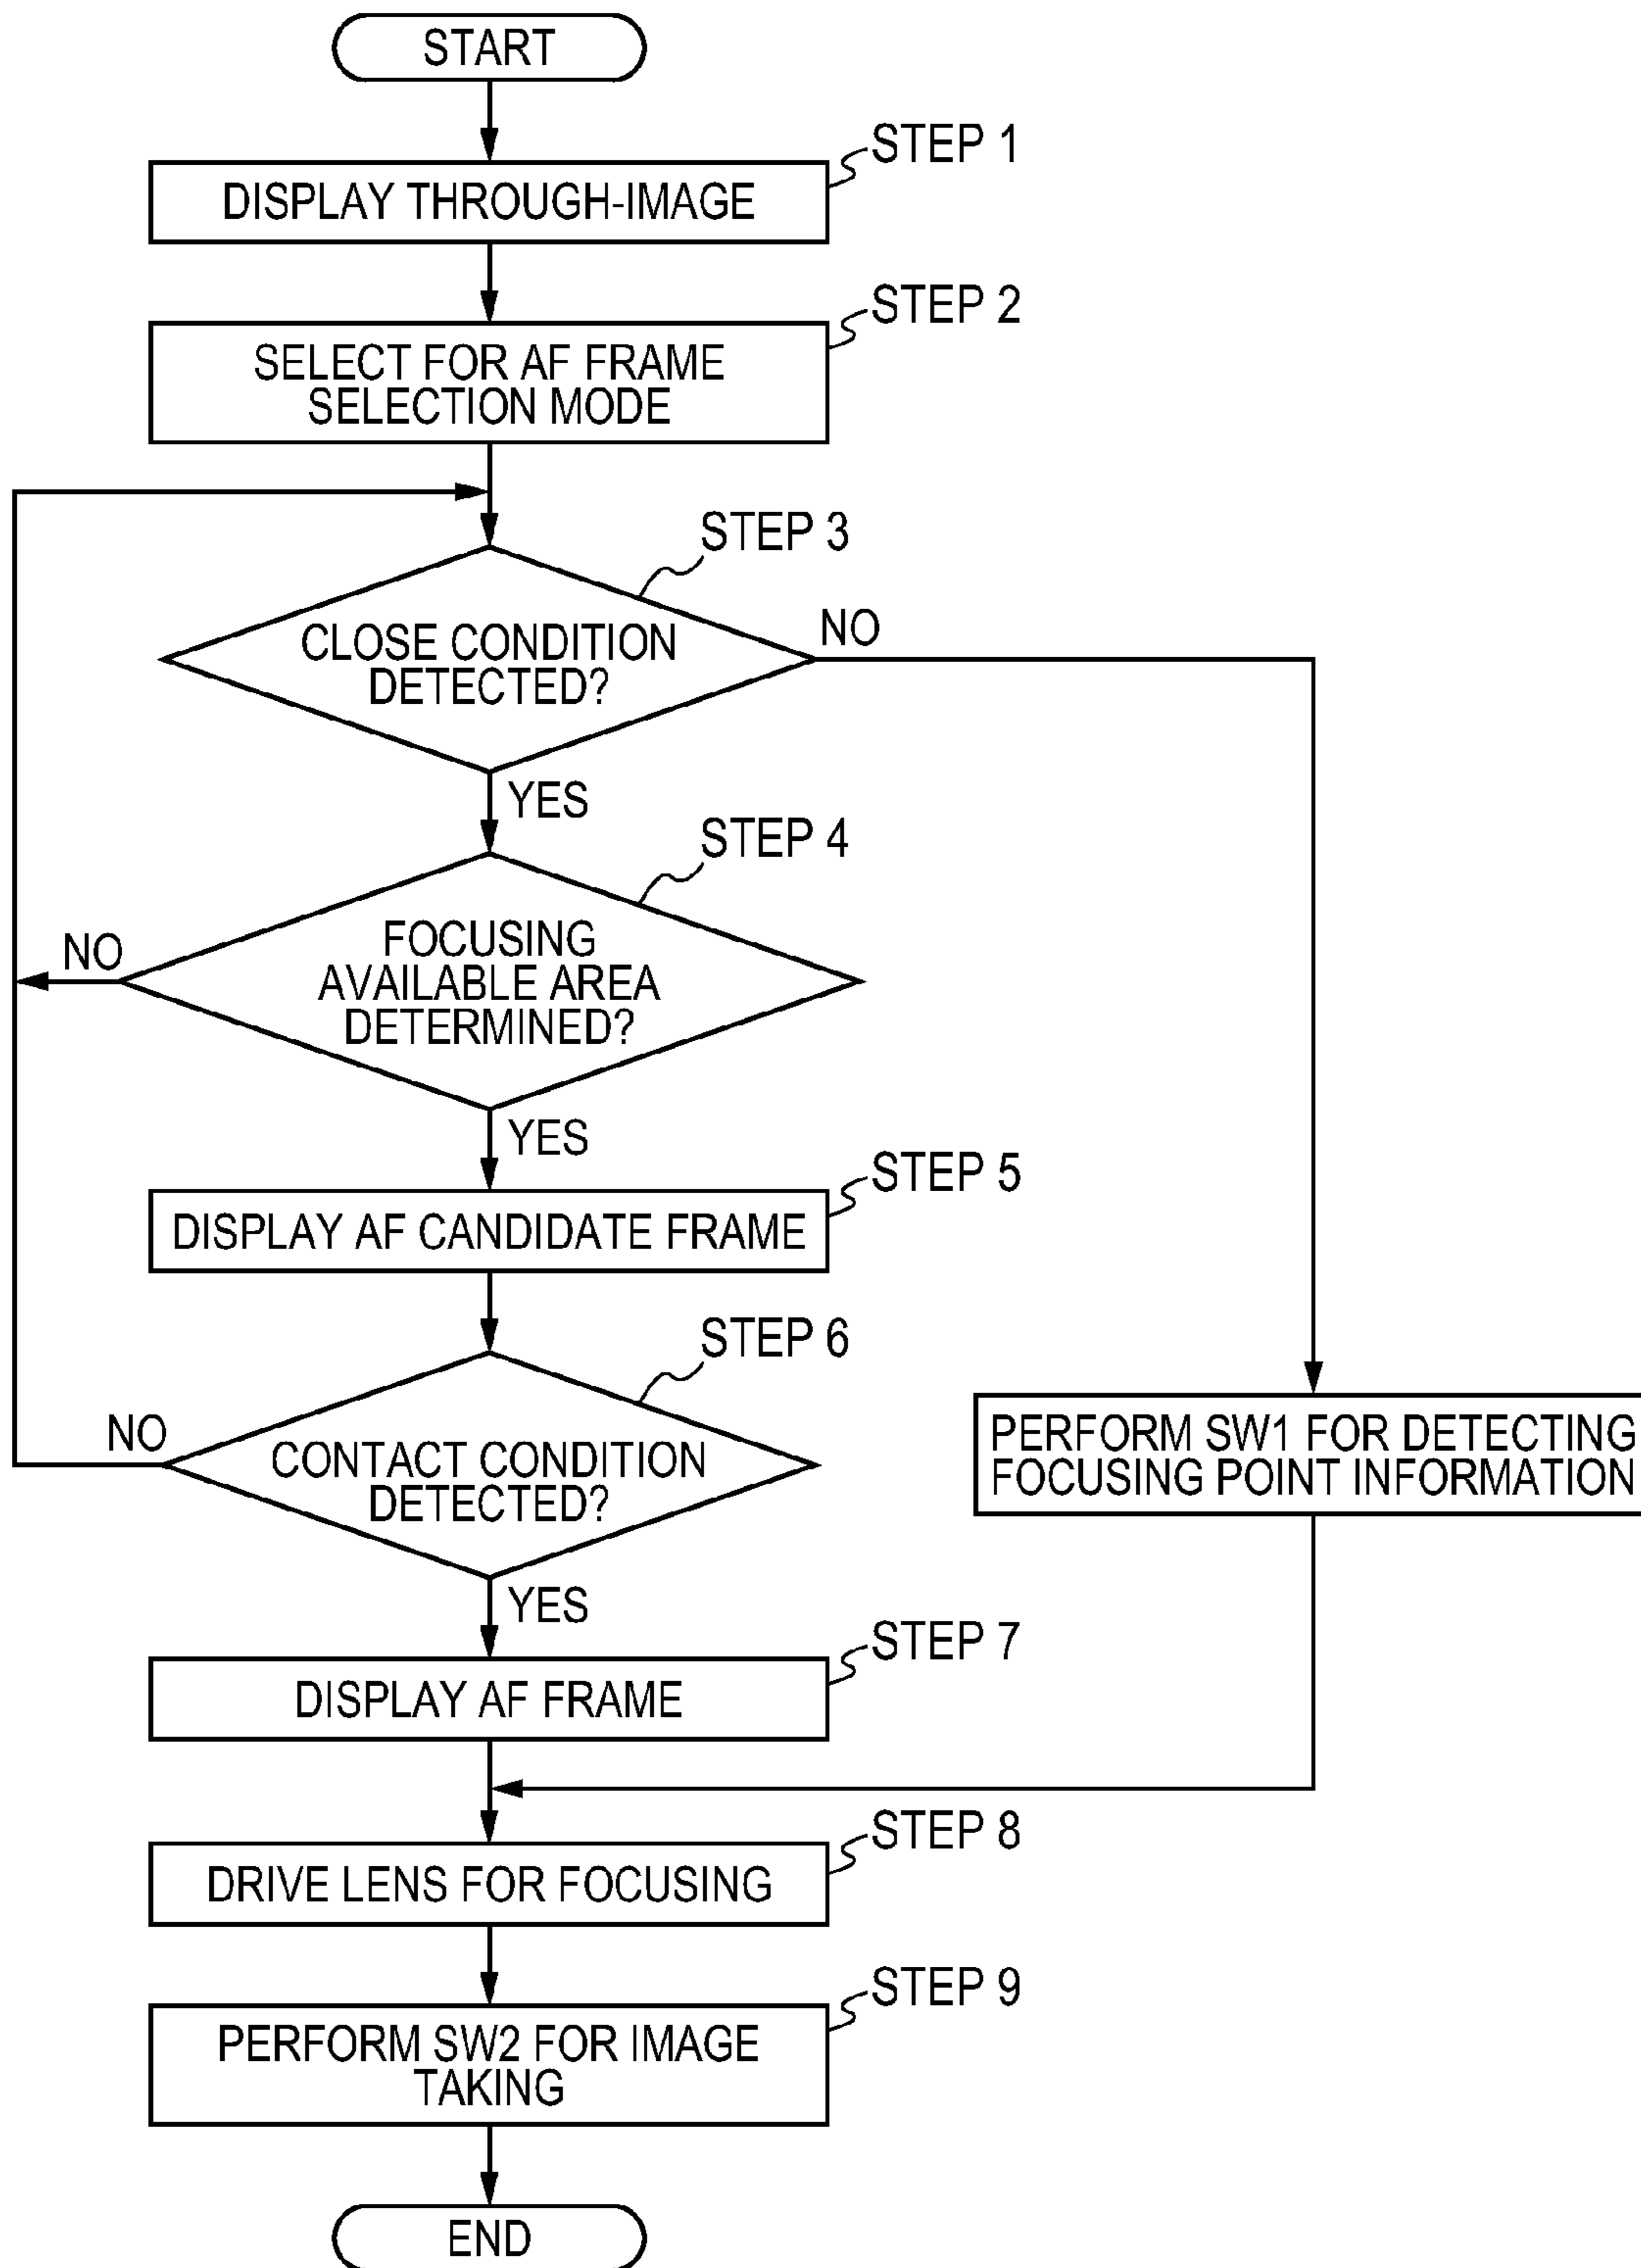 START
STEP 1
DISPLAY THROUGH-IMAGE
STEP 2
SELECT FOR AF FRAME
SELECTION MODE
STEP 3
CLOSE CONDITION
DETECTED?
NO
YES
STEP 4
FOCUSING
AVAILABLE AREA
DETERMINED?
NO
YES
STEP 5
DISPLAY AF CANDIDATE FRAME
STEP 6
CONTACT CONDITION
DETECTED?
NO
YES
PERFORM SW1 FOR DETECTING
FOCUSING POINT INFORMATION
STEP 7
DISPLAY AF FRAME
STEP 8
DRIVE LENS FOR FOCUSING
STEP 9
PERFORM SW2 FOR IMAGE
TAKING
END